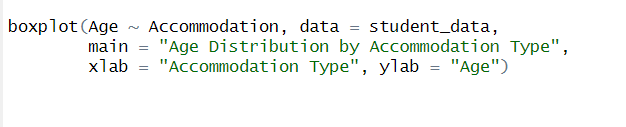 boxplot(Age ~ Accommodation, data = student_data,
        main = "Age Distribution by Accommodation Type",
        xlab = "Accommodation Type", ylab = "Age")